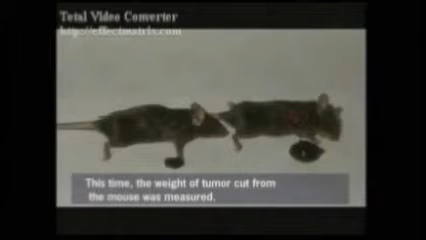 Total Video Converter
http://effectmatrix.com
This time, the weight of tumor cut from
the mouse was measured.